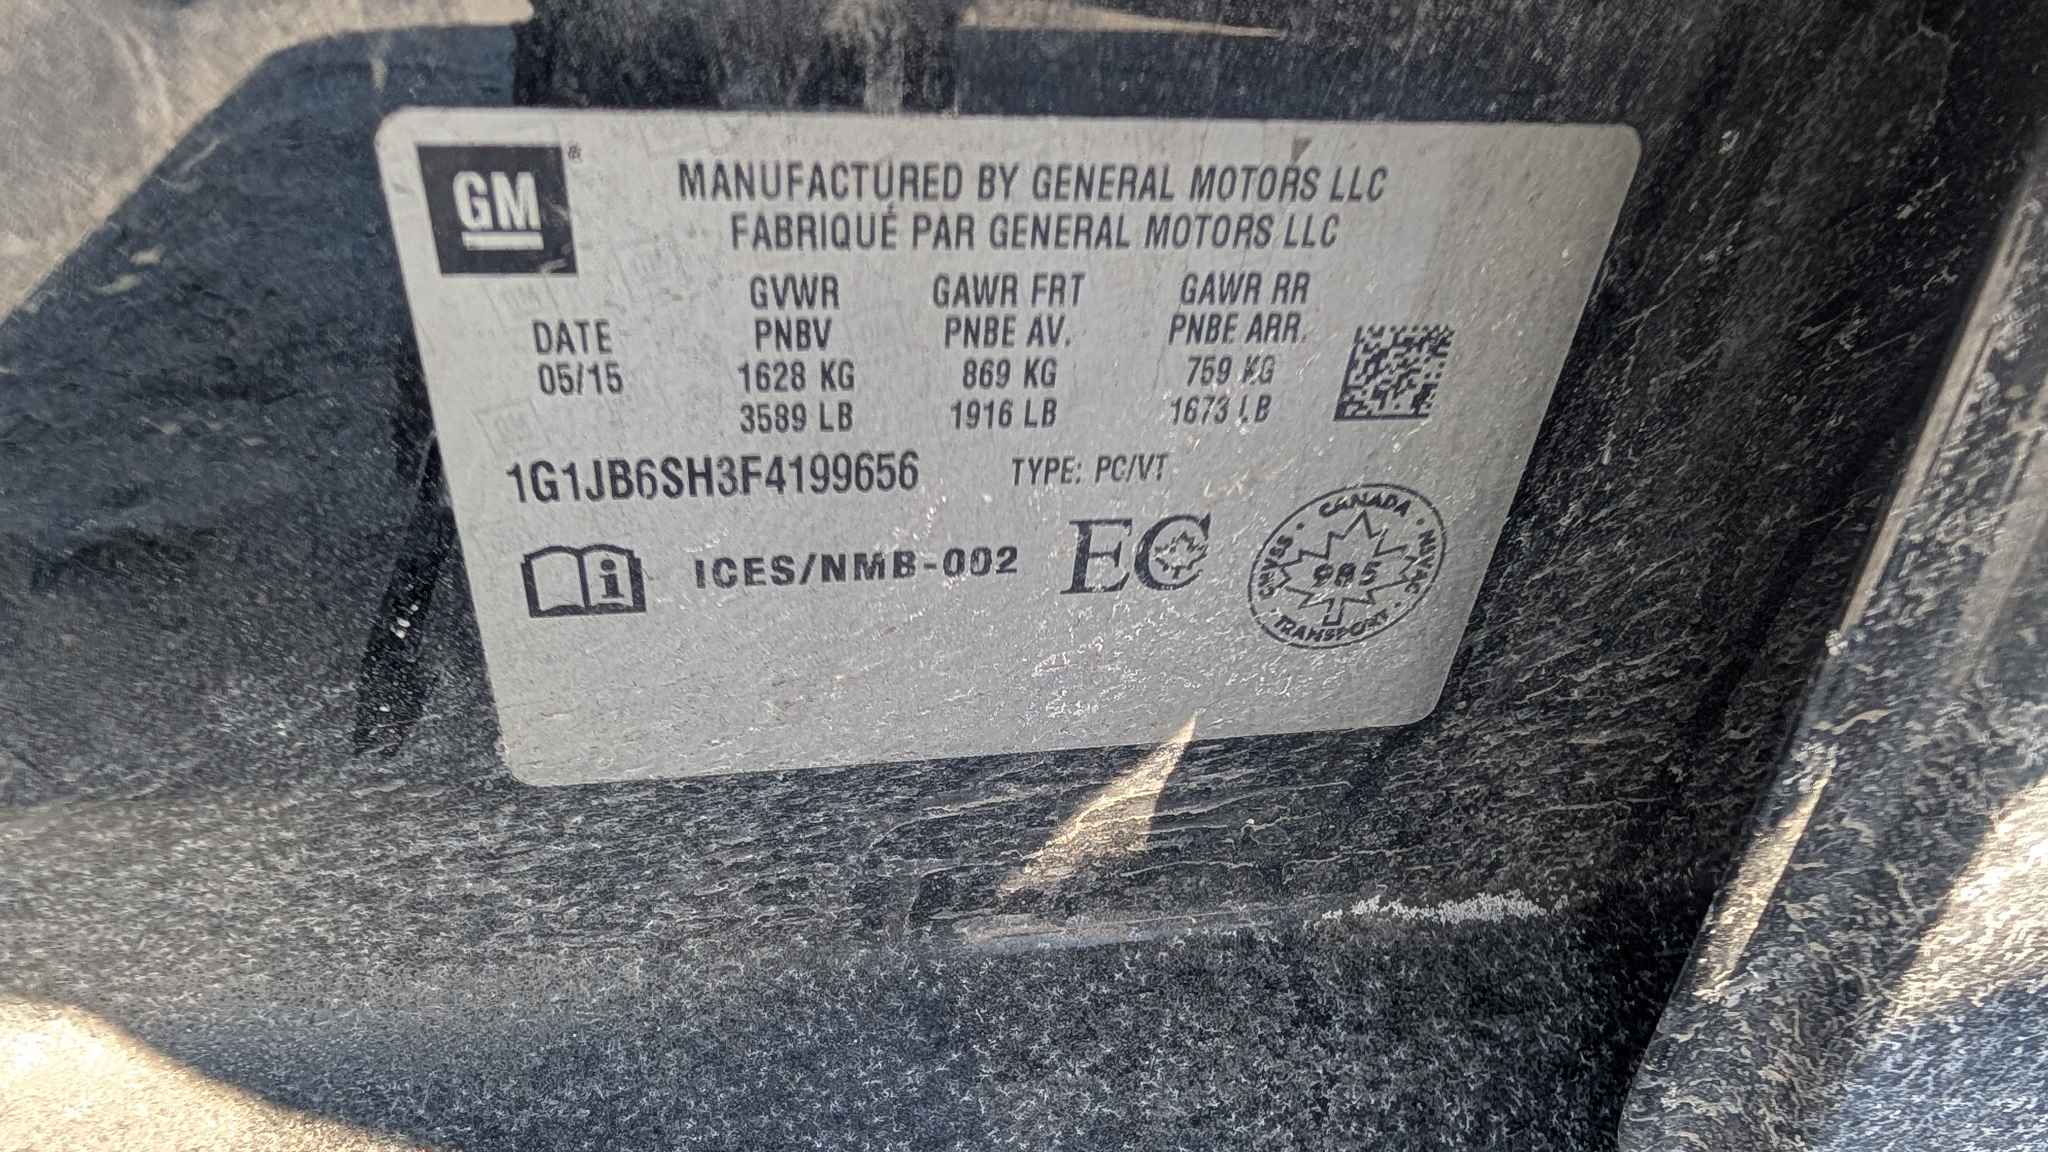 GM ®
MANUFACTURED BY GENERAL MOTORS LLC
FABRIQUÉ PAR GENERAL MOTORS LLC
GVWR GAWR FRT GAWR RR
DATE PNBV PNBE AV. PNBE ARR.
05/15 1628 KG 869 KG 759 KG
3589 LB 1916 LB 1673 LB
1G1JB6SH3F4199656 TYPE: PC/VT
i ICES/NMB-002 EC
CANADA · NMVAC · TRANSPORT · CMVSS ·
985